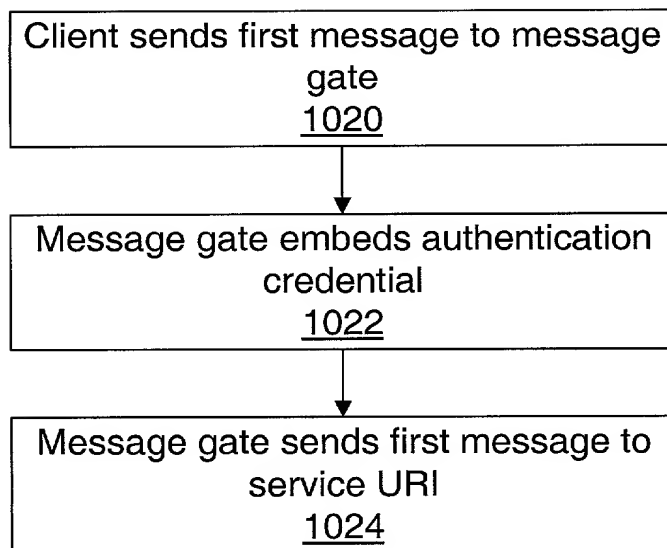 Client sends first message to message
gate
1020
Message gate embeds authentication
credential
1022
Message gate sends first message to
service URI
1024